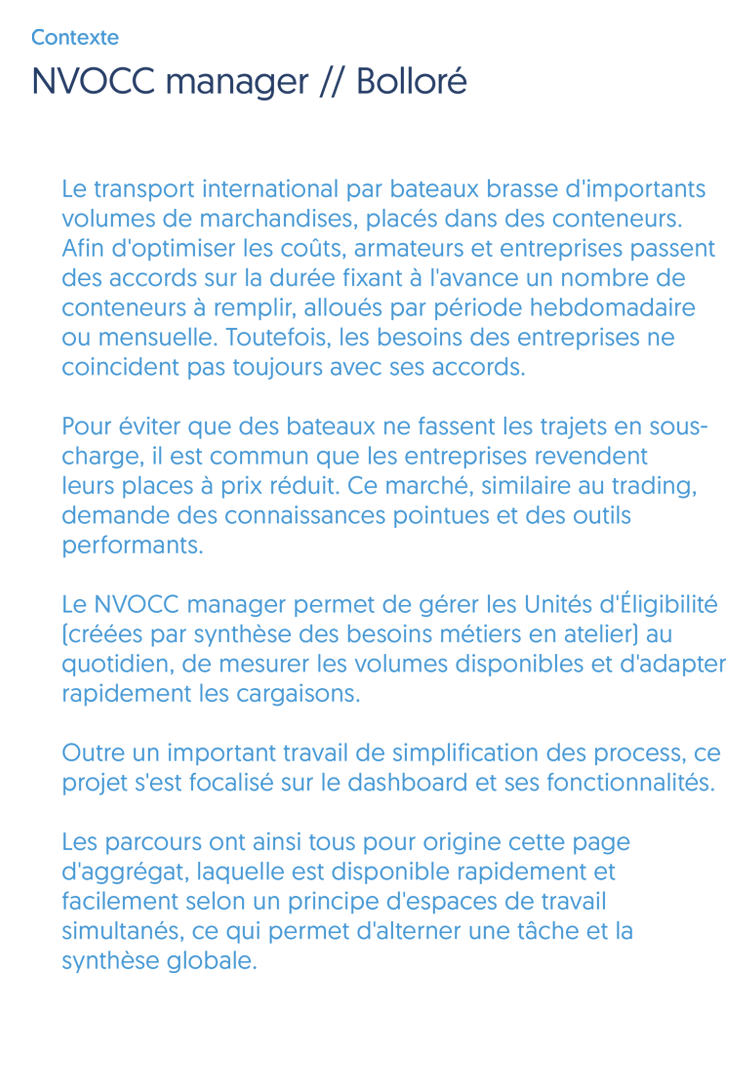 Contexte
NVOCC manager // Bolloré
Le transport international par bateaux brasse d'importants
volumes de marchandises, placés dans des conteneurs.
Afin d'optimiser les coûts, armateurs et entreprises passent
des accords sur la durée fixant à l'avance un nombre de
conteneurs à remplir, alloués par période hebdomadaire
ou mensuelle. Toutefois, les besoins des entreprises ne
coincident pas toujours avec ses accords.
Pour éviter que des bateaux ne fassent les trajets en sous-
charge, il est commun que les entreprises revendent
leurs places à prix réduit. Ce marché, similaire au trading,
demande des connaissances pointues et des outils
performants.
Le NVOCC manager permet de gérer les Unités d'Éligibilité
(créées par synthèse des besoins métiers en atelier) au
quotidien, de mesurer les volumes disponibles et d'adapter
rapidement les cargaisons.
Outre un important travail de simplification des process, ce
projet s'est focalisé sur le dashboard et ses fonctionnalités.
Les parcours ont ainsi tous pour origine cette page
d'aggrégat, laquelle est disponible rapidement et
facilement selon un principe d'espaces de travail
simultanés, ce qui permet d'alterner une tâche et la
synthèse globale.